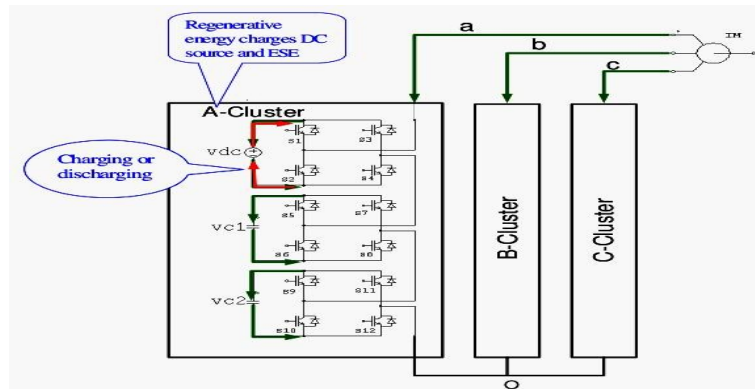 Regenerative
energy charges DC
source and ESE
a
b
c
IM
A-Cluster
S1
S3
Vdc
S2
S4
Charging or
discharging
S5
S7
Vc1
S6
S8
S9
S11
Vc2
S10
S12
B-Cluster
C-Cluster
O